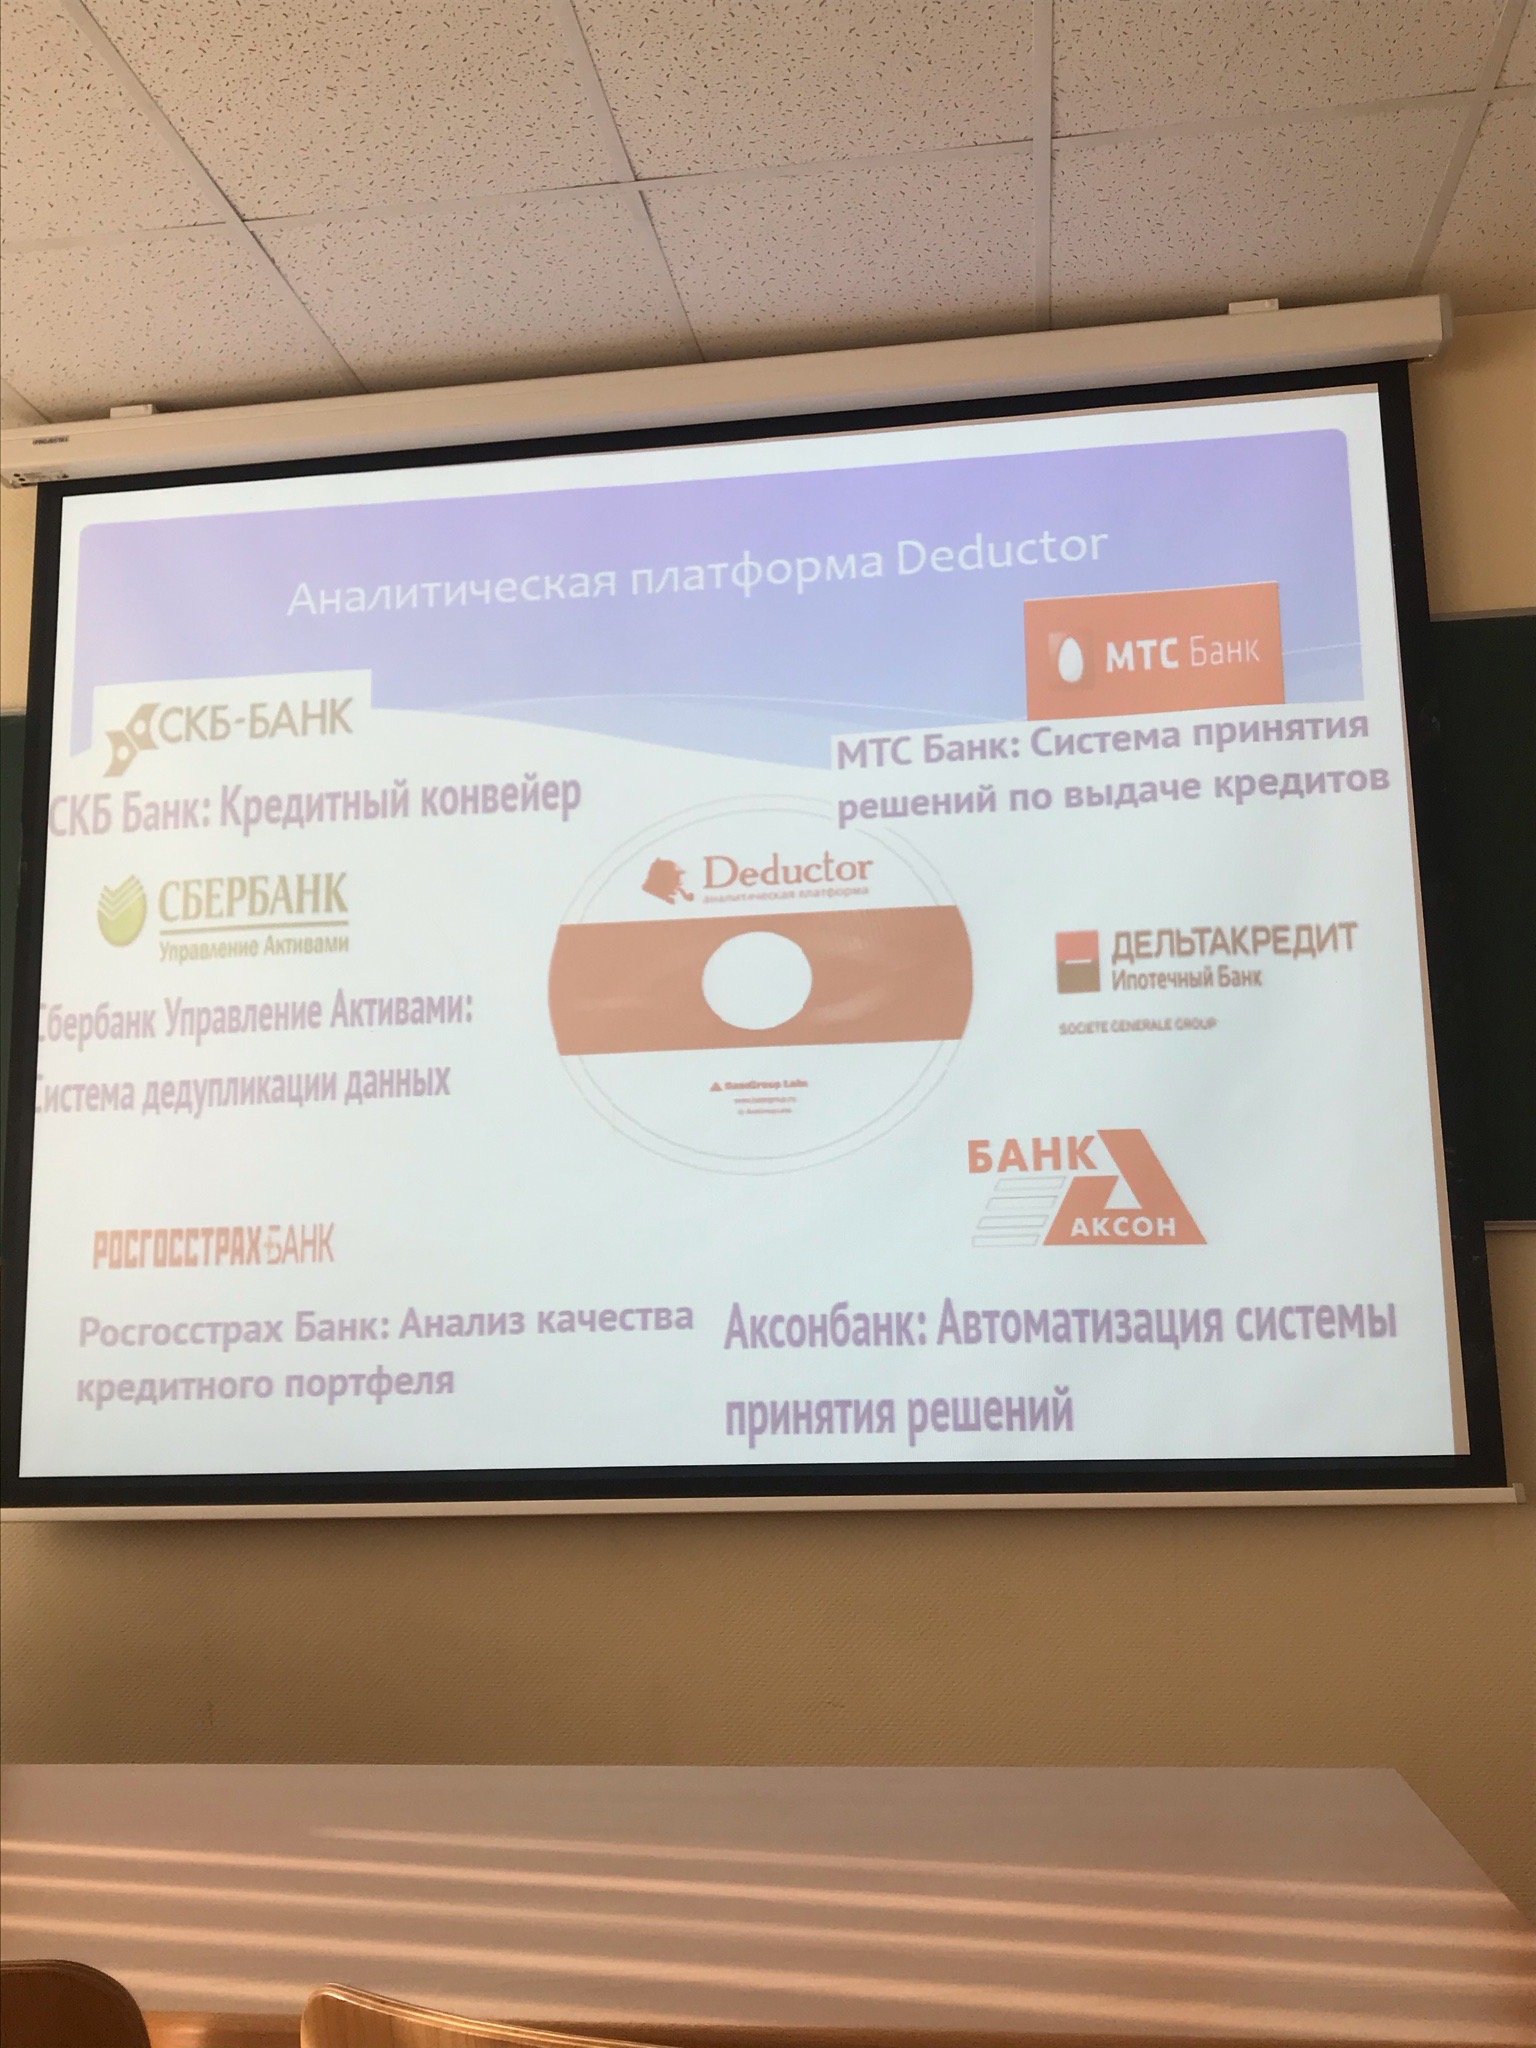 Аналитическая платформа Deductor
МТС Банк
СКБ-БАНК
МТС Банк: Система принятия
решений по выдаче кредитов
СКБ Банк: Кредитный конвейер
Deductor
аналитическая платформа
СБЕРБАНК
Управление Активами
ДЕЛЬТАКРЕДИТ
Ипотечный Банк
SOCIETE GENERALE GROUP
Сбербанк Управление Активами:
Система дедупликации данных
BaseGroup Labs
БАНК
АКСОН
РОСГОССТРАХ БАНК
Росгосстрах Банк: Анализ качества
кредитного портфеля
Аксонбанк: Автоматизация системы
принятия решений